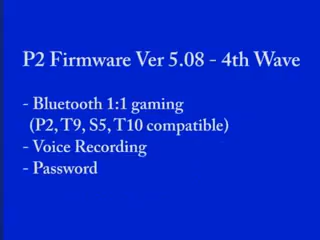 P2 Firmware Ver 5.08 - 4th Wave
- Bluetooth 1:1 gaming
(P2, T9, S5, T10 compatible)
- Voice Recording
- Password